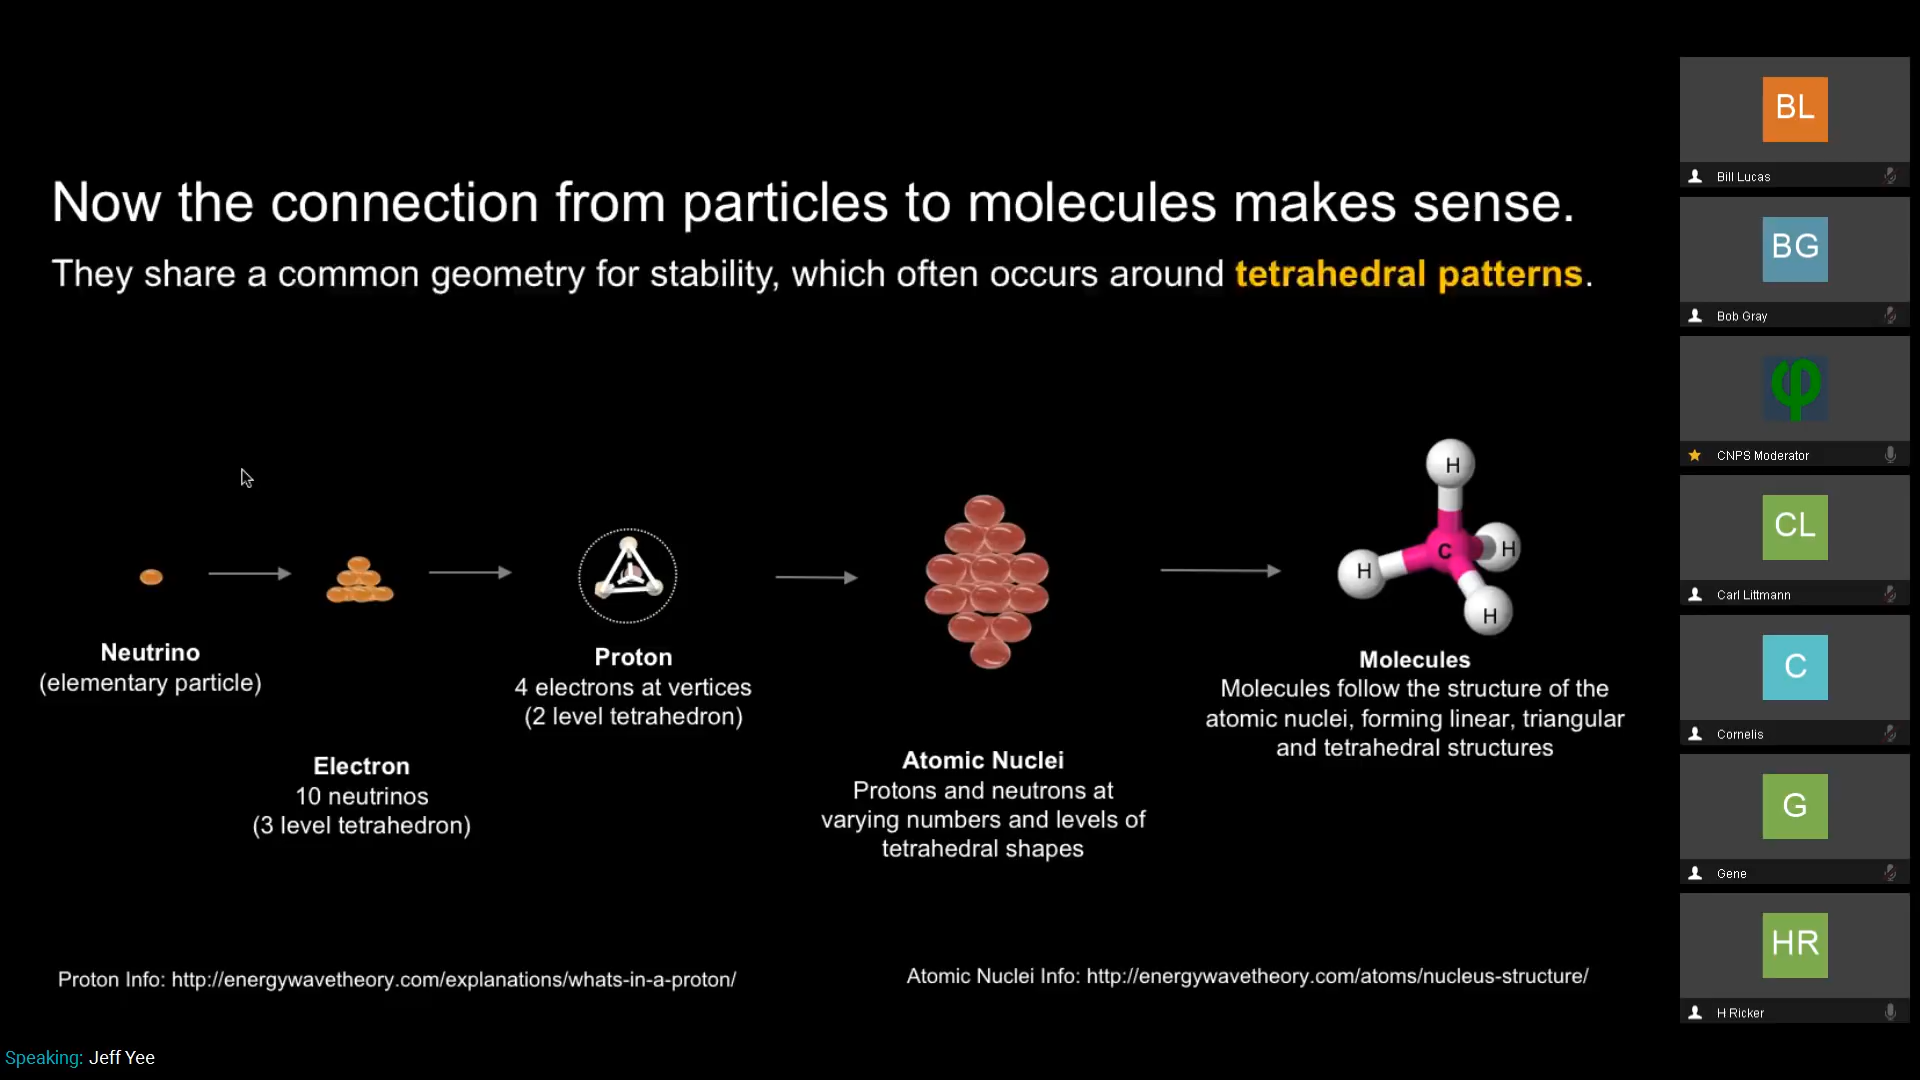 Now the connection from particles to molecules makes sense.
They share a common geometry for stability, which often occurs around tetrahedral patterns.
Neutrino
(elementary particle)
Electron
10 neutrinos
(3 level tetrahedron)
Proton
4 electrons at vertices
(2 level tetrahedron)
Atomic Nuclei
Protons and neutrons at
varying numbers and levels of
tetrahedral shapes
H
C
H
H
H
Molecules
Molecules follow the structure of the
atomic nuclei, forming linear, triangular
and tetrahedral structures
Proton Info: http://energywavetheory.com/explanations/whats-in-a-proton/
Atomic Nuclei Info: http://energywavetheory.com/atoms/nucleus-structure/
Speaking: Jeff Yee
BL
Bill Lucas
BG
Bob Gray
φ
CNPS Moderator
CL
Carl Littmann
C
Cornelis
G
Gene
HR
H Ricker